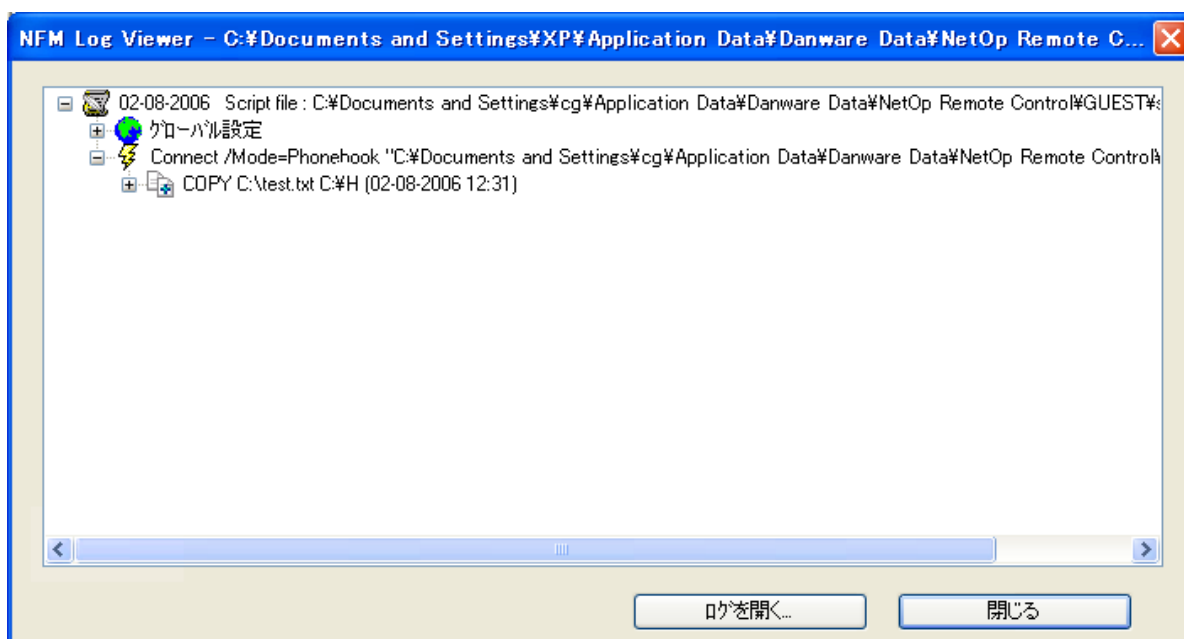 NFM Log Viewer - C:¥Documents and Settings¥XP¥Application Data¥Danware Data¥NetOp Remote C...
02-08-2006 Script file : C:¥Documents and Settings¥cg¥Application Data¥Danware Data¥NetOp Remote Control¥GUEST¥s
グローバル設定
Connect /Mode=Phonehook "C:¥Documents and Settings¥cg¥Application Data¥Danware Data¥NetOp Remote Control¥
COPY C:\test.txt C:¥H (02-08-2006 12:31)
ログを開く...
閉じる